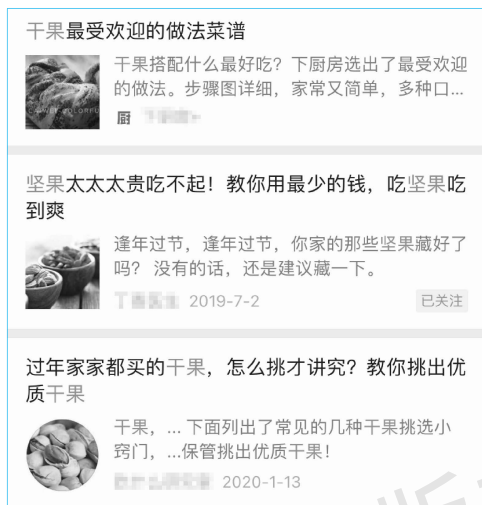 干果最受欢迎的做法菜谱
干果搭配什么最好吃？下厨房选出了最受欢迎
的做法。步骤图详细，家常又简单，多种口...
厨
坚果太太太贵吃不起！教你用最少的钱，吃坚果吃
到爽
逢年过节，逢年过节，你家的那些坚果藏好了
吗？ 没有的话，还是建议藏一下。
2019-7-2
已关注
过年家家都买的干果，怎么挑才讲究？教你挑出优
质干果
干果，... 下面列出了常见的几种干果挑选小
窍门，...保管挑出优质干果！
2020-1-13